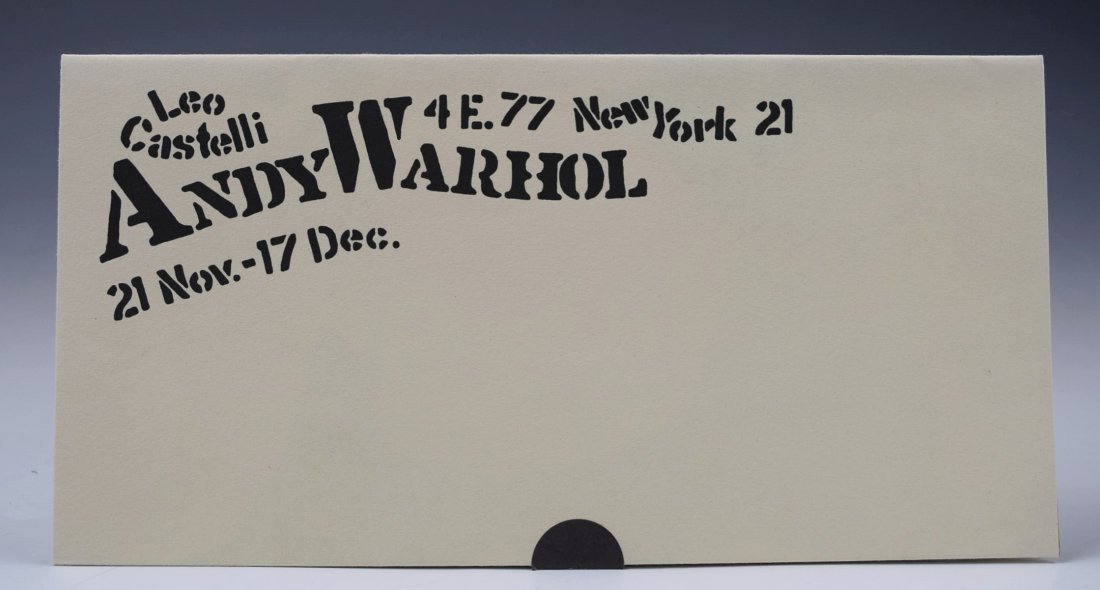 Leo
Castelli
ANDY WARHOL
4 E. 77 New York 21
21 Nov.-17 Dec.